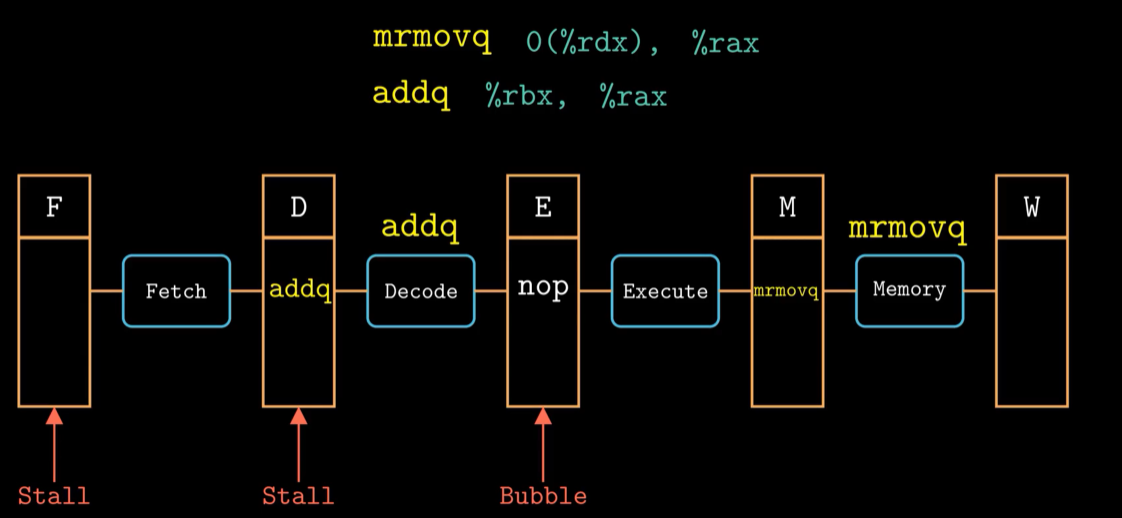 mrmovq 0(%rdx), %rax
addq %rbx, %rax
F D E M W
addq mrmovq
Fetch addq Decode nop Execute mrmovq Memory
Stall Stall Bubble